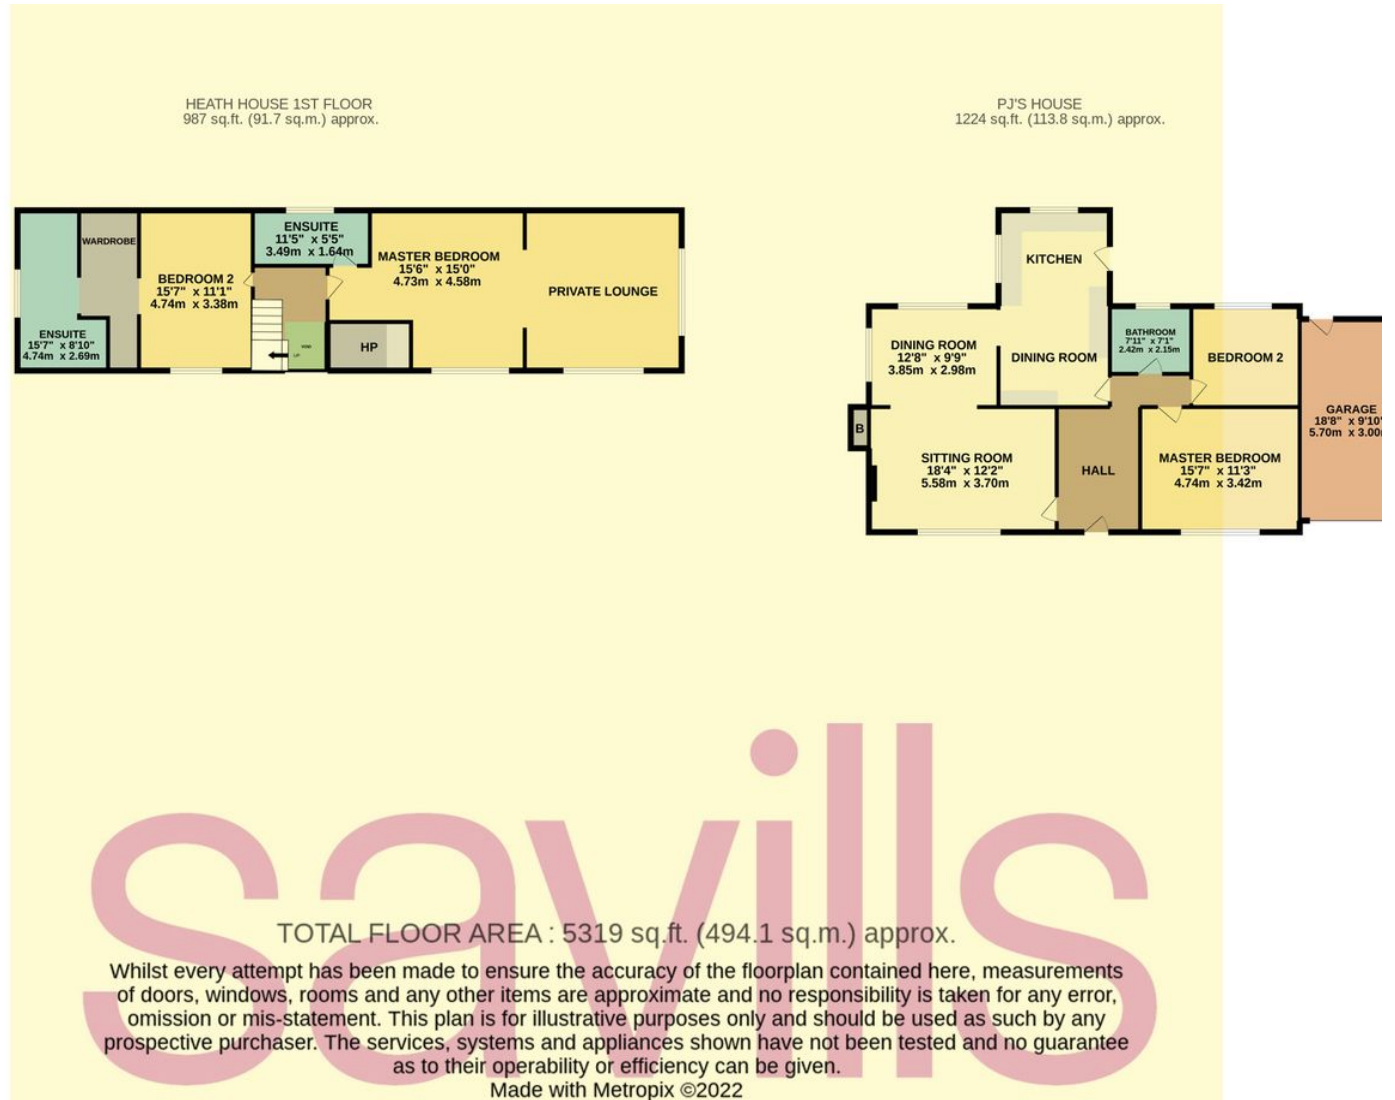 HEATH HOUSE 1ST FLOOR
987 sq.ft. (91.7 sq.m.) approx.
PJ'S HOUSE
1224 sq.ft. (113.8 sq.m.) approx.
ENSUITE
15'7" x 8'10"
4.74m x 2.69m
WARDROBE
BEDROOM 2
15'7" x 11'1"
4.74m x 3.38m
ENSUITE
11'5" x 5'5"
3.49m x 1.64m
UP
HP
MASTER BEDROOM
15'6" x 15'0"
4.73m x 4.58m
PRIVATE LOUNGE
KITCHEN
DINING ROOM
12'8" x 9'9"
3.85m x 2.98m
DINING ROOM
BATHROOM
7'11" x 7'1"
2.42m x 2.15m
BEDROOM 2
B
SITTING ROOM
18'4" x 12'2"
5.58m x 3.70m
HALL
MASTER BEDROOM
15'7" x 11'3"
4.74m x 3.42m
GARAGE
18'8" x 9'10"
5.70m x 3.00m
savills
TOTAL FLOOR AREA : 5319 sq.ft. (494.1 sq.m.) approx.
Whilst every attempt has been made to ensure the accuracy of the floorplan contained here, measurements
of doors, windows, rooms and any other items are approximate and no responsibility is taken for any error,
omission or mis-statement. This plan is for illustrative purposes only and should be used as such by any
prospective purchaser. The services, systems and appliances shown have not been tested and no guarantee
as to their operability or efficiency can be given.
Made with Metropix ©2022